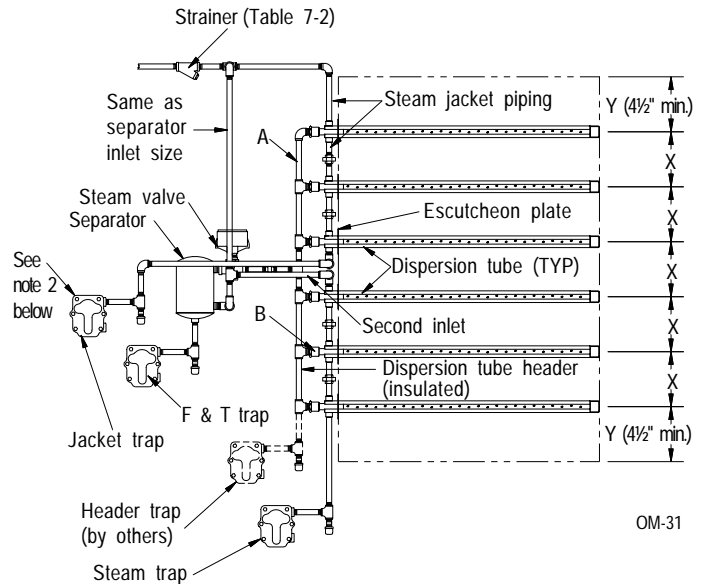 Strainer (Table 7-2)
Same as
separator
inlet size
A
Steam jacket piping
Y (4½" min.)
X
X
X
X
X
Y (4½" min.)
Steam valve
Separator
Escutcheon plate
See
note 2
below
Dispersion tube (TYP)
Second inlet
B
Dispersion tube header
(insulated)
F & T trap
Jacket trap
Header trap
(by others)
Steam trap
OM-31